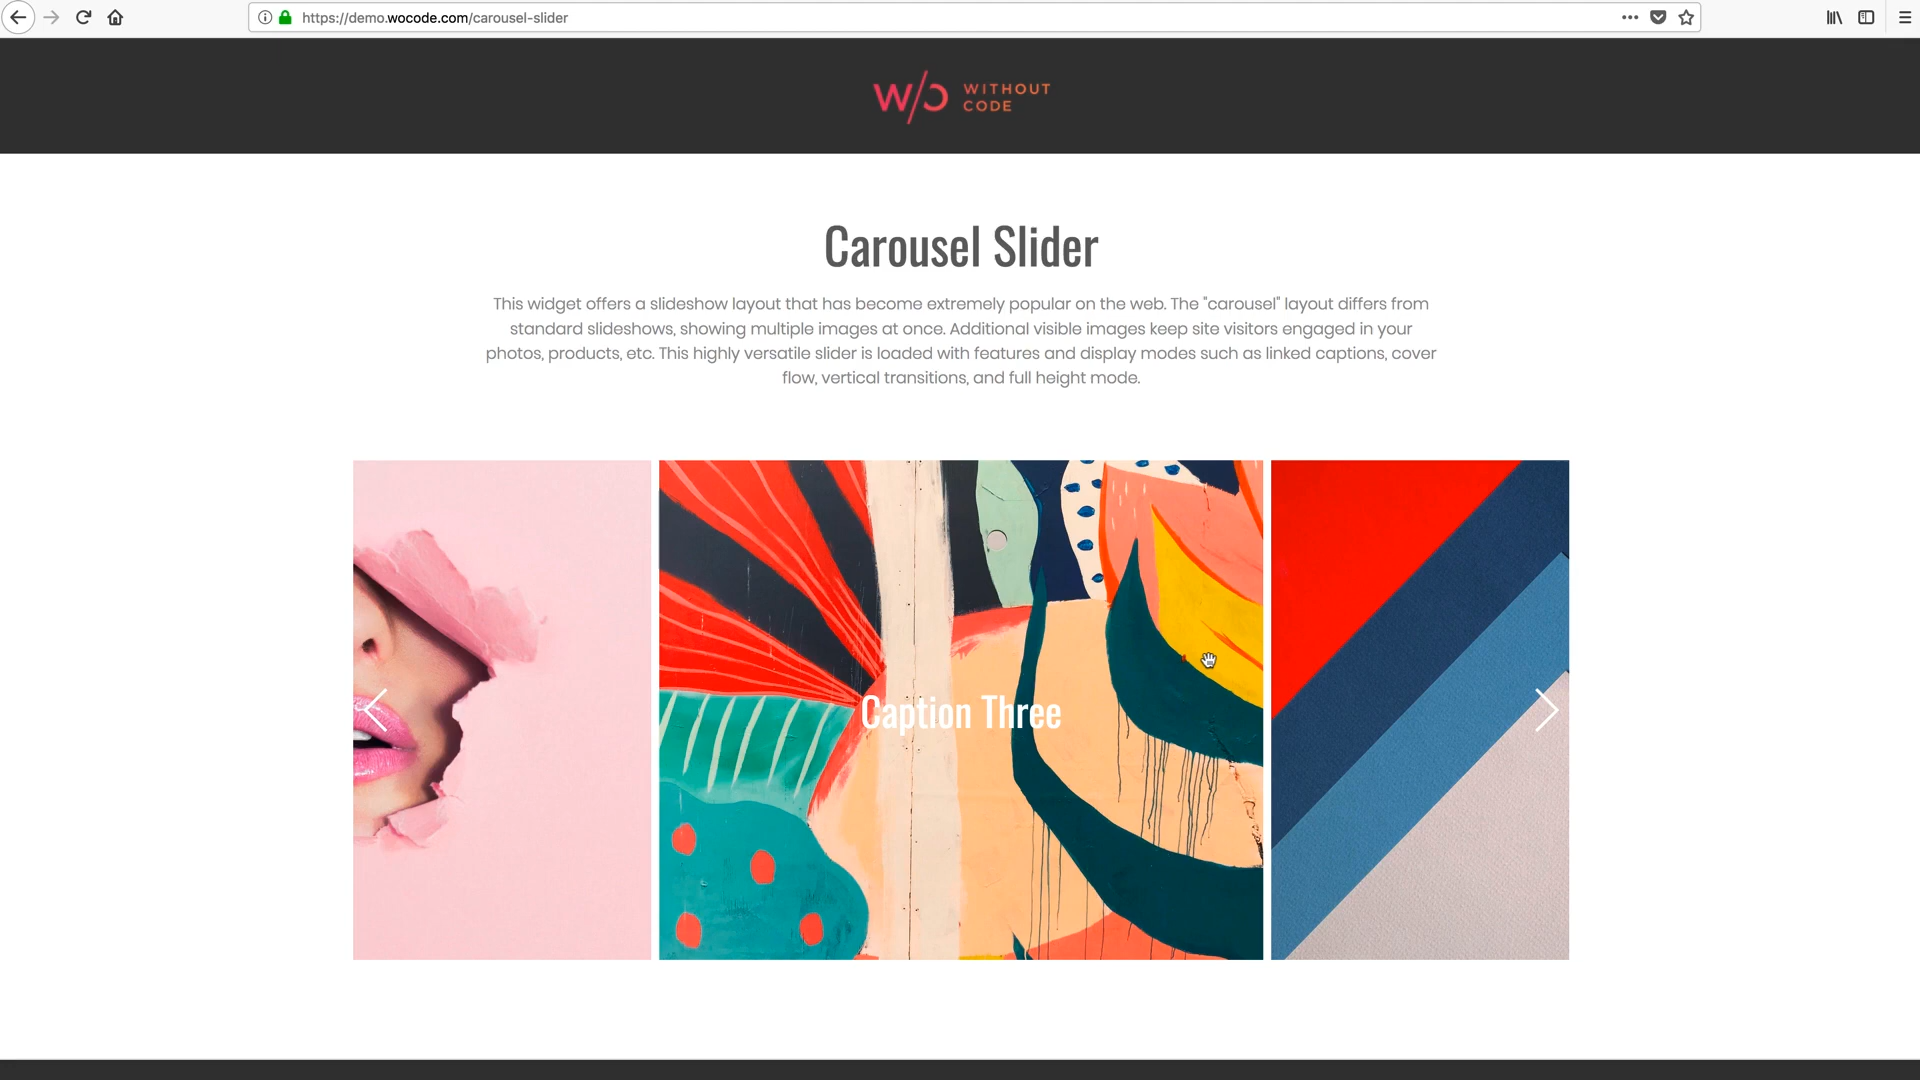 https://demo.wocode.com/carousel-slider
W/O WITHOUT
CODE
Carousel Slider
This widget offers a slideshow layout that has become extremely popular on the web. The "carousel" layout differs from
standard slideshows, showing multiple images at once. Additional visible images keep site visitors engaged in your
photos, products, etc. This highly versatile slider is loaded with features and display modes such as linked captions, cover
flow, vertical transitions, and full height mode.
Caption Three